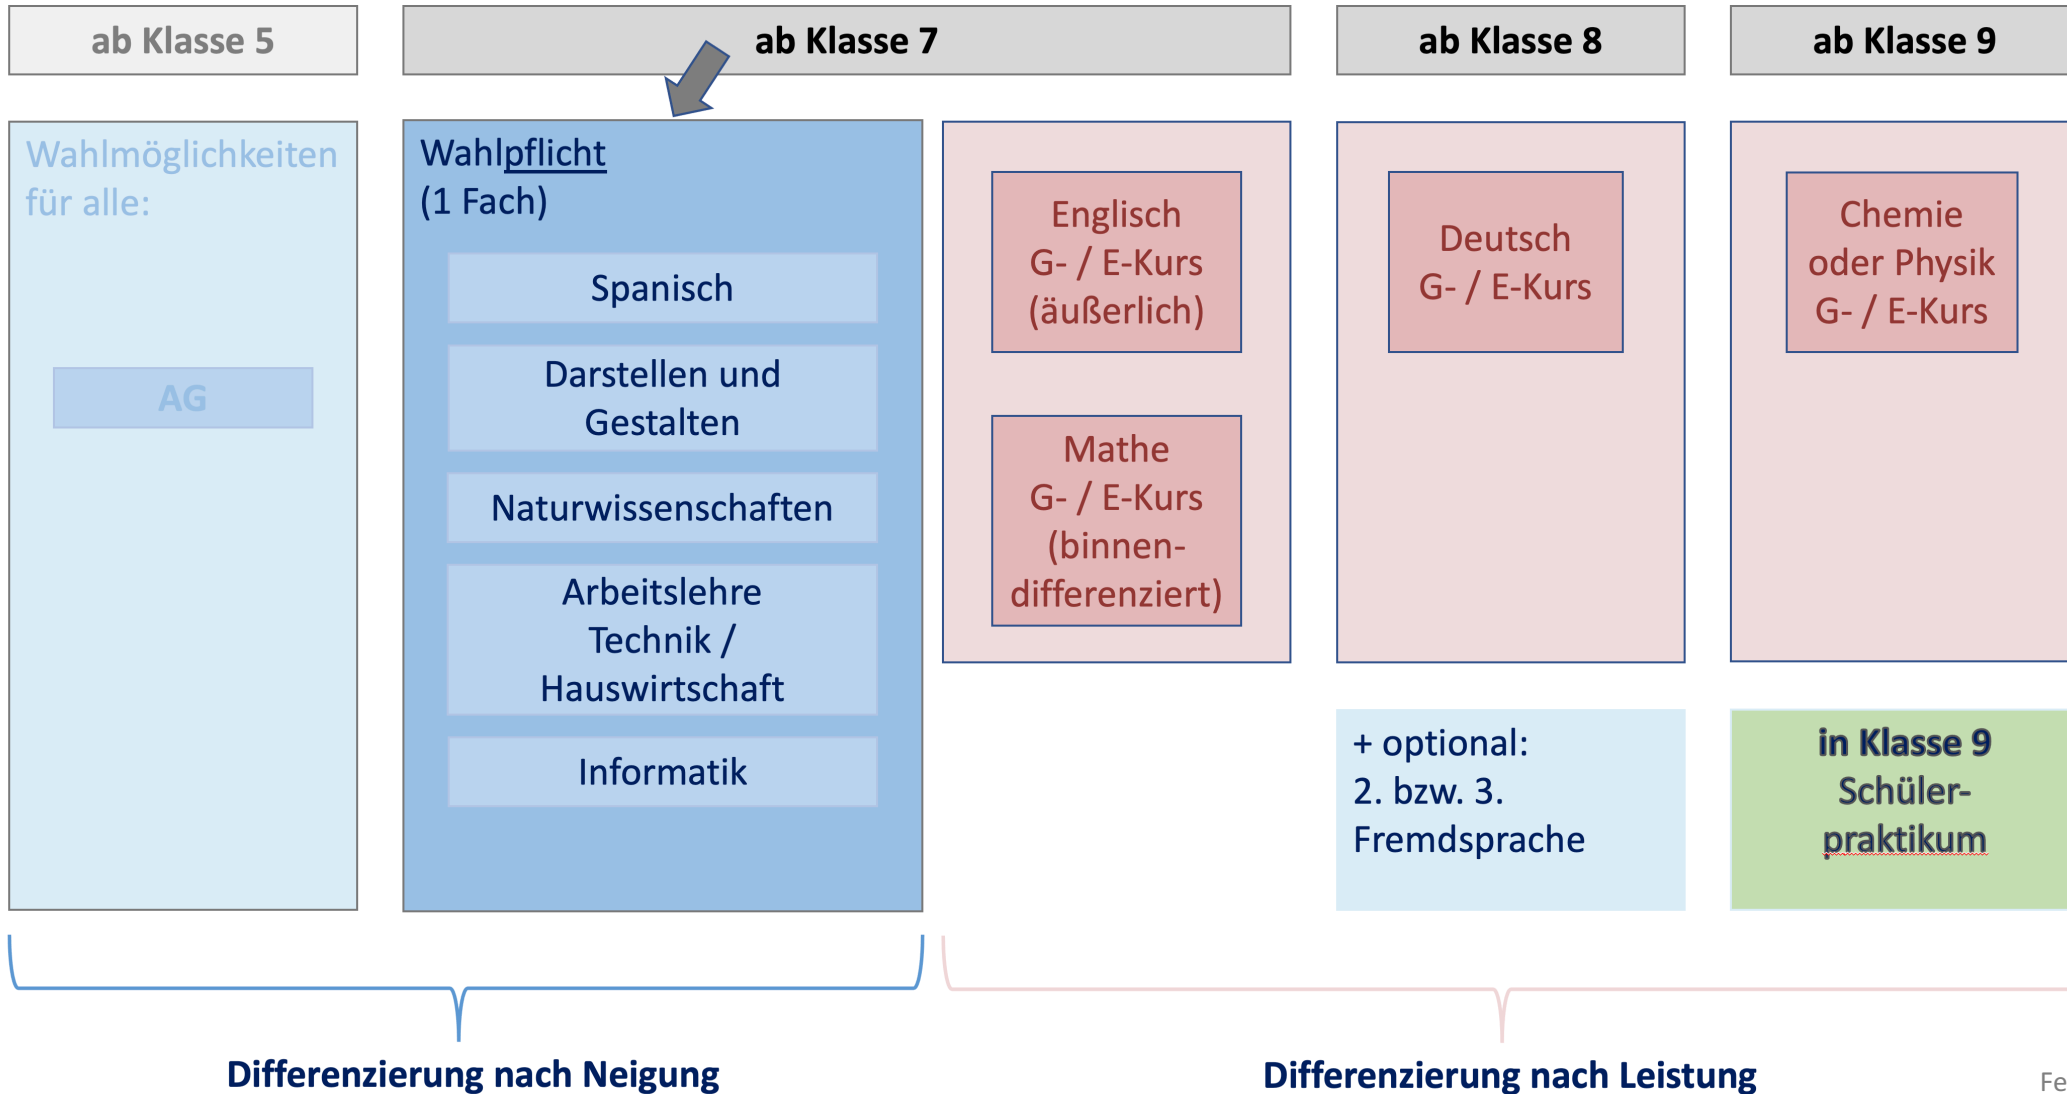 ab Klasse 5
ab Klasse 7
ab Klasse 8
ab Klasse 9
Wahlmöglichkeiten
für alle:
AG
Wahlpflicht
(1 Fach)
Spanisch
Darstellen und
Gestalten
Naturwissenschaften
Arbeitslehre
Technik /
Hauswirtschaft
Informatik
Englisch
G- / E-Kurs
(äußerlich)
Mathe
G- / E-Kurs
(binnen-
differenziert)
Deutsch
G- / E-Kurs
+ optional:
2. bzw. 3.
Fremdsprache
Chemie
oder Physik
G- / E-Kurs
in Klasse 9
Schüler-
praktikum
Differenzierung nach Neigung
Differenzierung nach Leistung
Fe